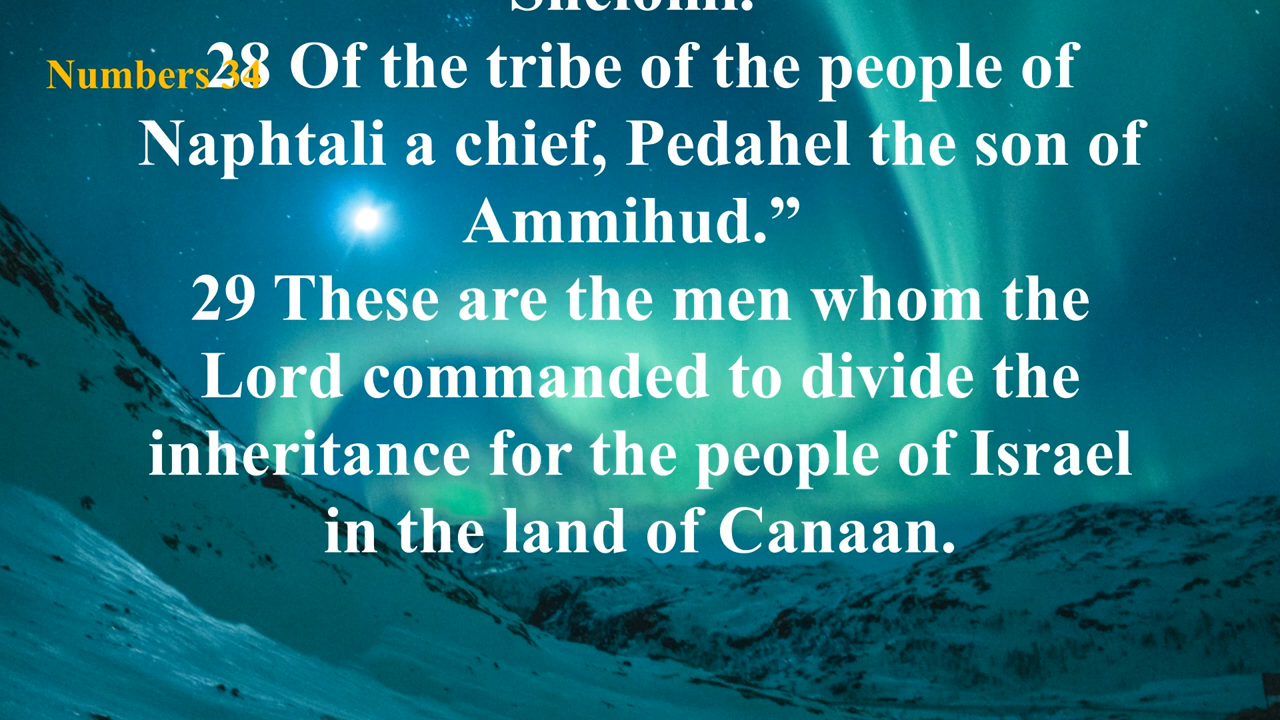 Shelomi.
Numbers 34
28 Of the tribe of the people of
Naphtali a chief, Pedahel the son of
Ammihud.”
29 These are the men whom the
Lord commanded to divide the
inheritance for the people of Israel
in the land of Canaan.